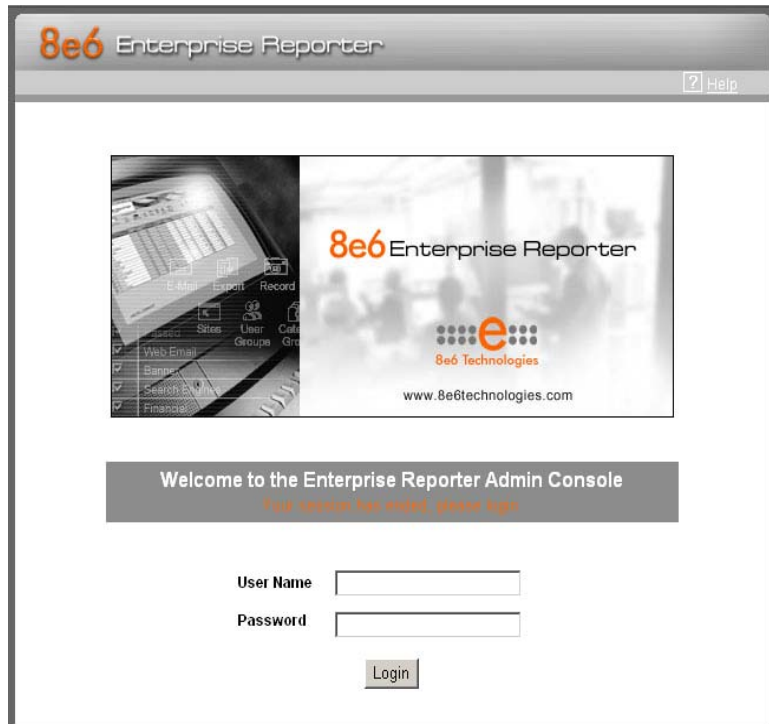 8e6 Enterprise Reporter
? Help
8e6 Enterprise Reporter
E-Mail Export Record
Sites User Groups
Web Email
Banner
Search Engines
Financial
e
8e6 Technologies
www.8e6technologies.com
Welcome to the Enterprise Reporter Admin Console
Your session has ended, please login
User Name
Password
Login